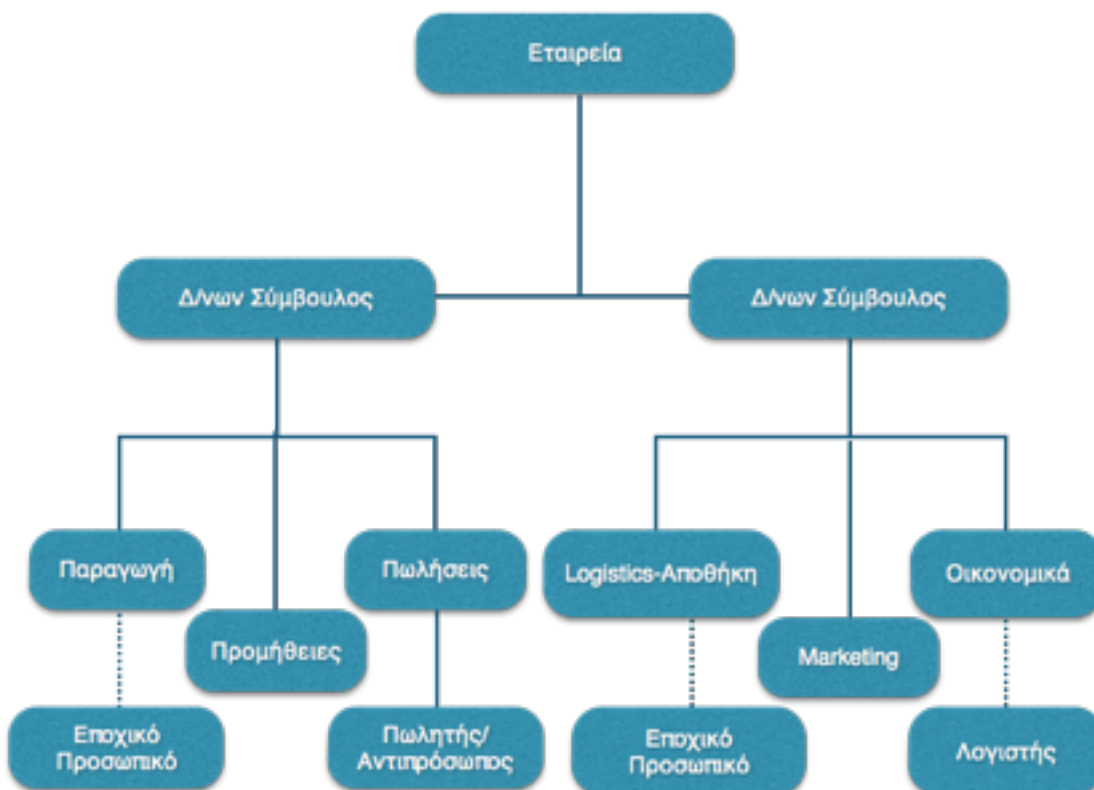 Εταιρεία
Δ/νων Σύμβουλος
Δ/νων Σύμβουλος
Παραγωγή
Πωλήσεις
Logistics-Αποθήκη
Οικονομικά
Προμήθειες
Marketing
Εποχικό
Προσωπικό
Πωλητής/
Αντιπρόσωπος
Εποχικό
Προσωπικό
Λογιστής